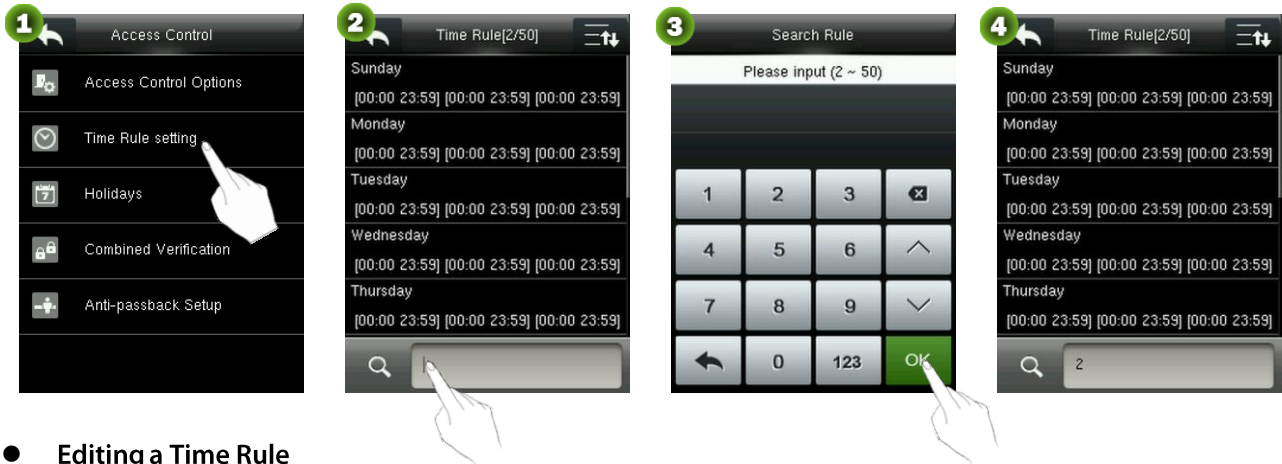 1
Access Control
Access Control Options
Time Rule setting
7
Holidays
Combined Verification
Anti-passback Setup
2
Time Rule[2/50]
Sunday
[00:00 23:59] [00:00 23:59] [00:00 23:59]
Monday
[00:00 23:59] [00:00 23:59] [00:00 23:59]
Tuesday
[00:00 23:59] [00:00 23:59] [00:00 23:59]
Wednesday
[00:00 23:59] [00:00 23:59] [00:00 23:59]
Thursday
[00:00 23:59] [00:00 23:59] [00:00 23:59]
3
Search Rule
Please input (2 ~ 50)
1 2 3
4 5 6
7 8 9
0 123 OK
4
Time Rule[2/50]
Sunday
[00:00 23:59] [00:00 23:59] [00:00 23:59]
Monday
[00:00 23:59] [00:00 23:59] [00:00 23:59]
Tuesday
[00:00 23:59] [00:00 23:59] [00:00 23:59]
Wednesday
[00:00 23:59] [00:00 23:59] [00:00 23:59]
Thursday
[00:00 23:59] [00:00 23:59] [00:00 23:59]
2
● Editing a Time Rule